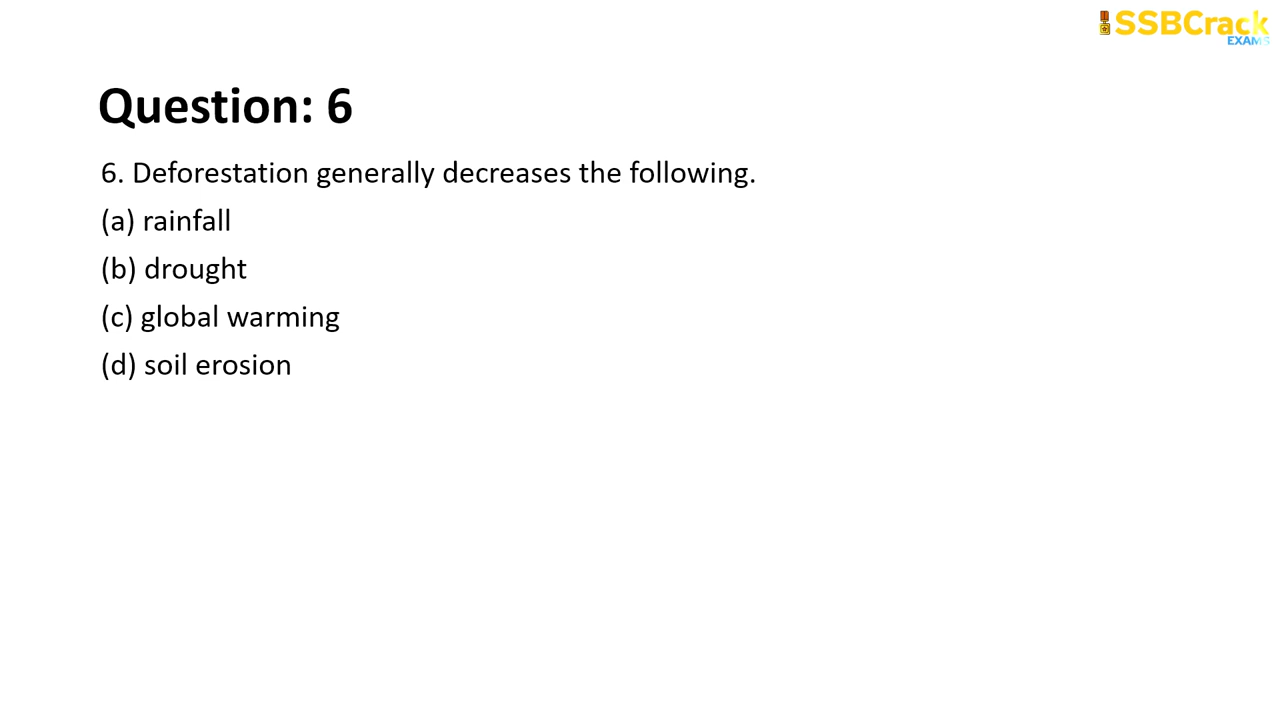 SSBCrack
EXAMS
Question: 6
6. Deforestation generally decreases the following.
(a) rainfall
(b) drought
(c) global warming
(d) soil erosion